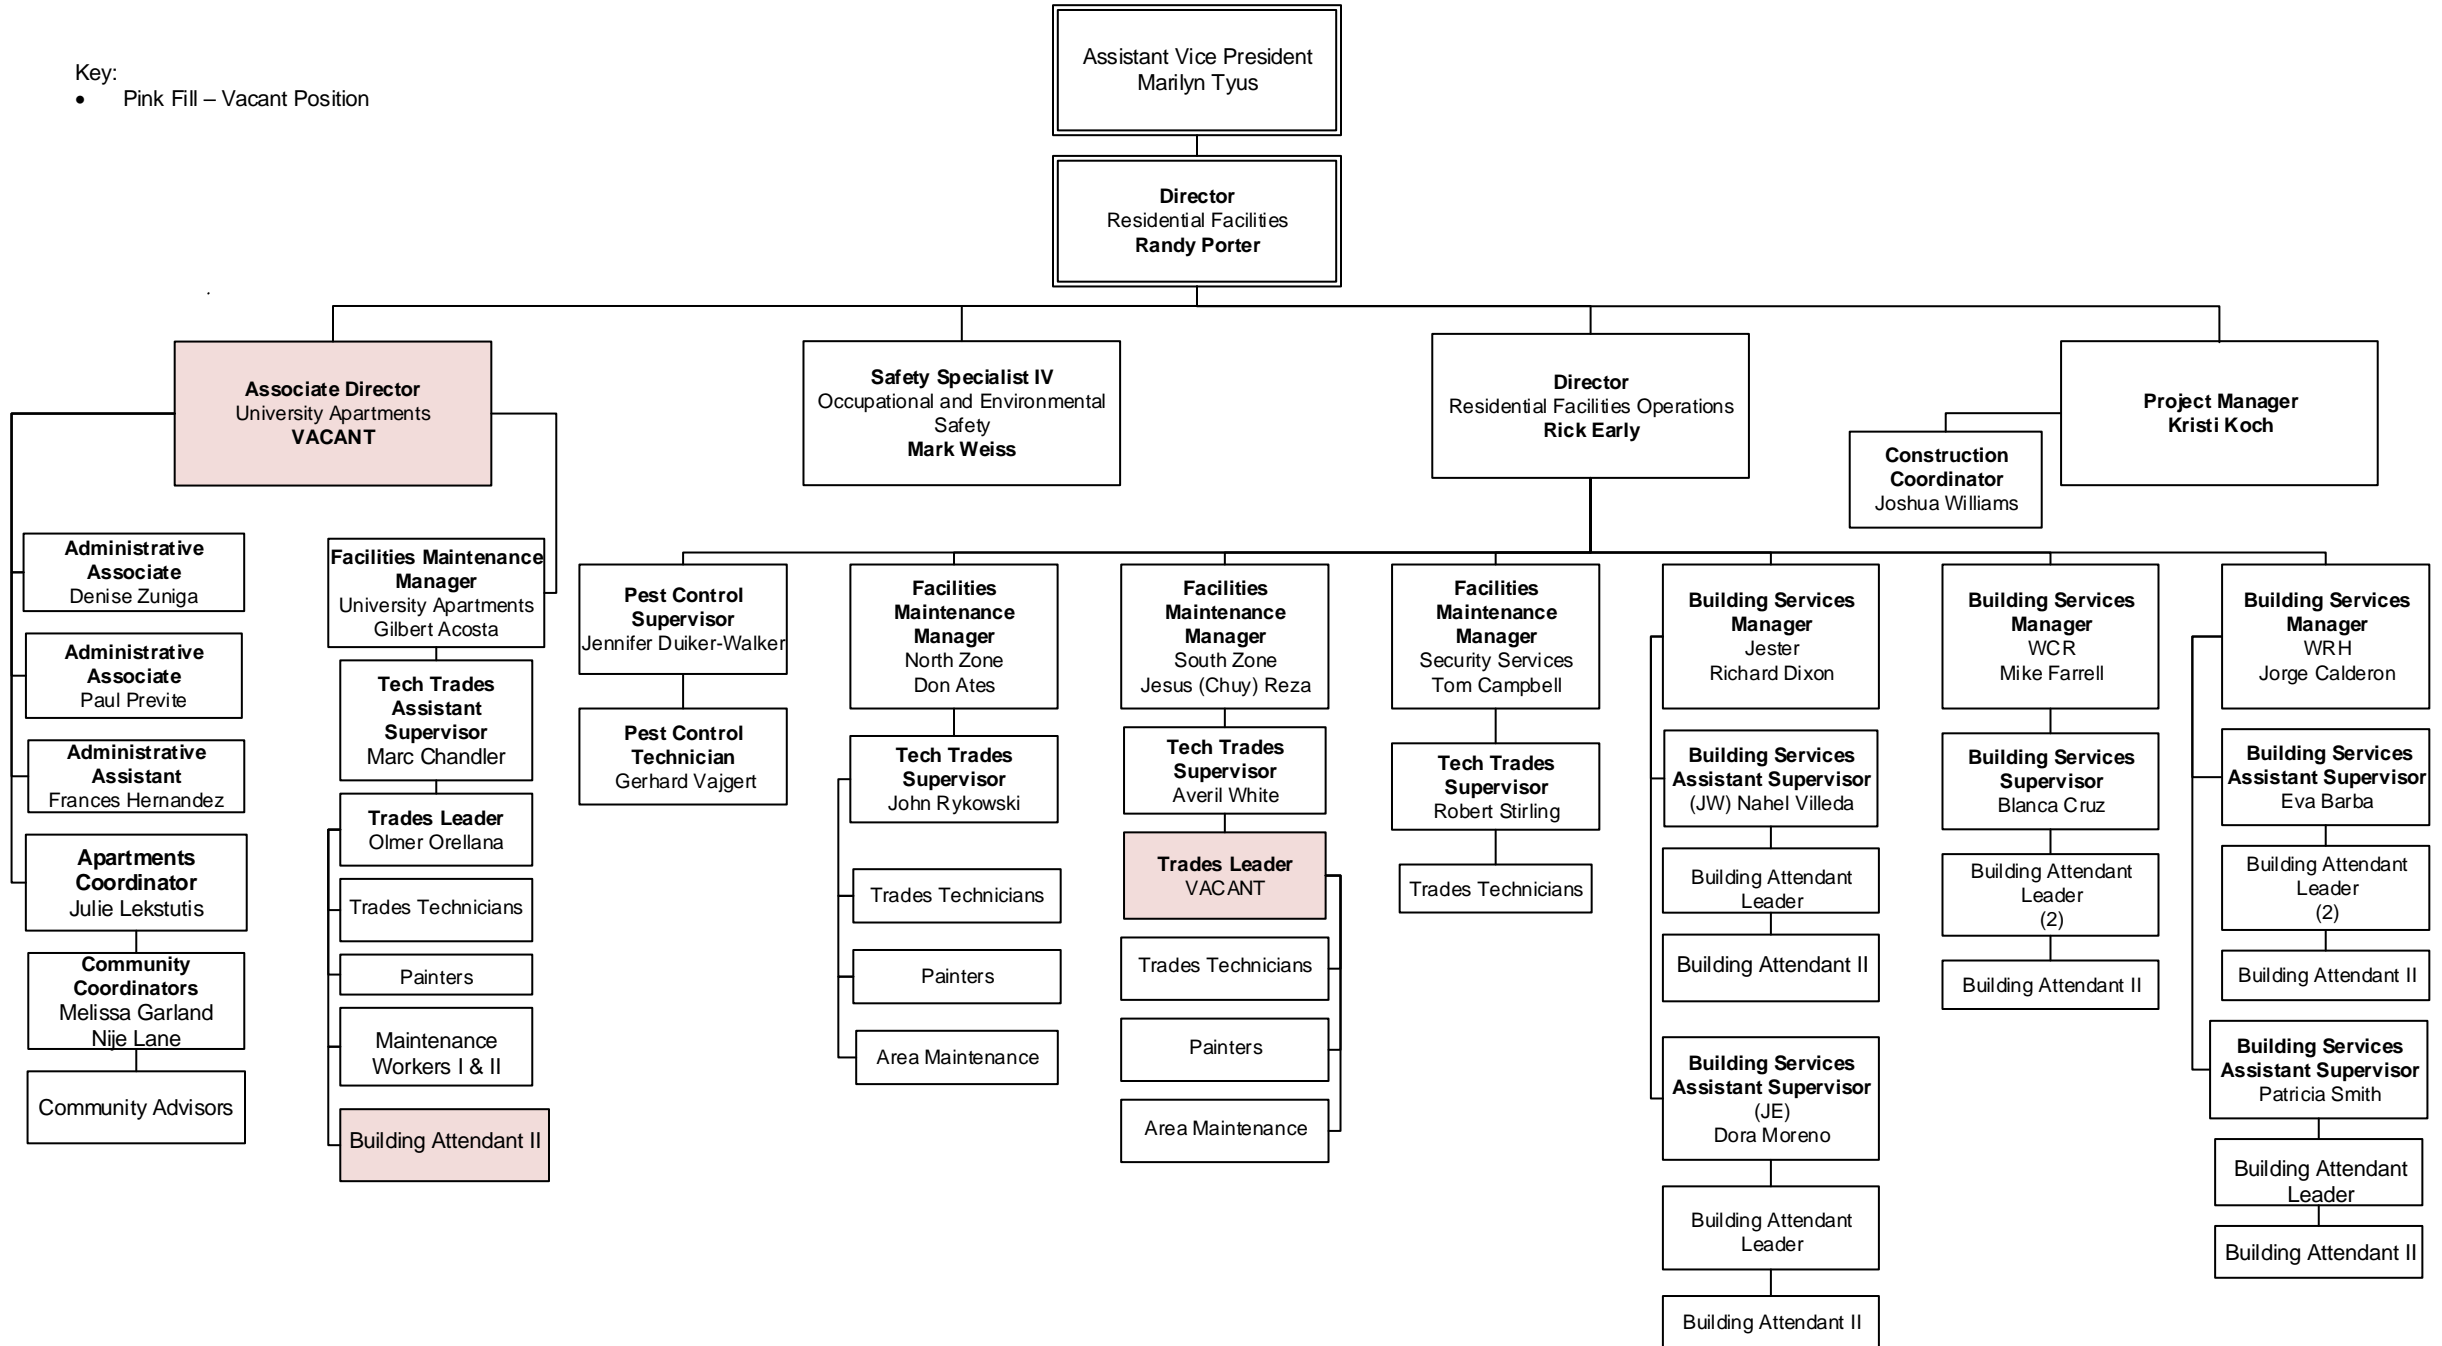 Key:
• Pink Fill – Vacant Position
Assistant Vice President
Marilyn Tyus
Director
Residential Facilities
Randy Porter
Associate Director
University Apartments
VACANT
Safety Specialist IV
Occupational and Environmental
Safety
Mark Weiss
Director
Residential Facilities Operations
Rick Early
Project Manager
Kristi Koch
Construction
Coordinator
Joshua Williams
Administrative
Associate
Denise Zuniga
Administrative
Associate
Paul Previte
Administrative
Assistant
Frances Hernandez
Apartments
Coordinator
Julie Lekstutis
Community
Coordinators
Melissa Garland
Nije Lane
Community Advisors
Facilities Maintenance
Manager
University Apartments
Gilbert Acosta
Tech Trades
Assistant
Supervisor
Marc Chandler
Trades Leader
Olmer Orellana
Trades Technicians
Painters
Maintenance
Workers I & II
Building Attendant II
Pest Control
Supervisor
Jennifer Duiker-Walker
Pest Control
Technician
Gerhard Vajgert
Facilities
Maintenance
Manager
North Zone
Don Ates
Tech Trades
Supervisor
John Rykowski
Trades Technicians
Painters
Area Maintenance
Facilities
Maintenance
Manager
South Zone
Jesus (Chuy) Reza
Tech Trades
Supervisor
Averil White
Trades Leader
VACANT
Trades Technicians
Painters
Area Maintenance
Facilities
Maintenance
Manager
Security Services
Tom Campbell
Tech Trades
Supervisor
Robert Stirling
Trades Technicians
Building Services
Manager
Jester
Richard Dixon
Building Services
Assistant Supervisor
(JW) Nahel Villeda
Building Attendant
Leader
Building Attendant II
Building Services
Assistant Supervisor
(JE)
Dora Moreno
Building Attendant
Leader
Building Attendant II
Building Services
Manager
WCR
Mike Farrell
Building Services
Supervisor
Blanca Cruz
Building Attendant
Leader
(2)
Building Attendant II
Building Services
Manager
WRH
Jorge Calderon
Building Services
Assistant Supervisor
Eva Barba
Building Attendant
Leader
(2)
Building Attendant II
Building Services
Assistant Supervisor
Patricia Smith
Building Attendant
Leader
Building Attendant II